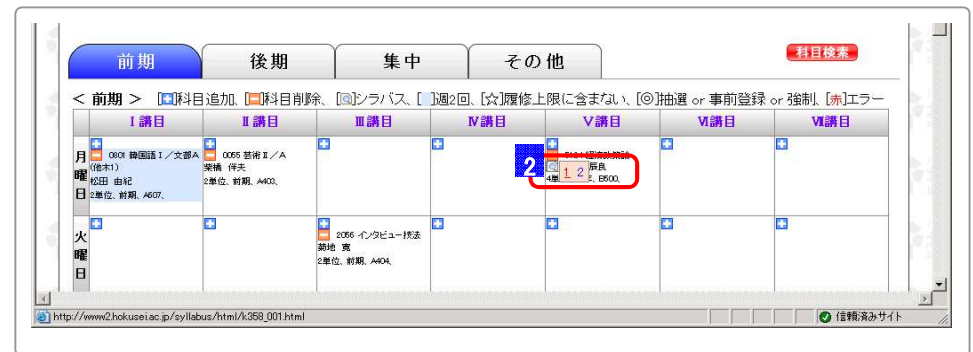 前期 後期 集中 その他 科目検索
< 前期 > [+]科目追加、[-]科目削除、[]シラバス、[ ]週2回、[☆]履修上限に含まない、[◎]抽選 or 事前登録 or 強制、[赤]エラー
Ⅰ講目 Ⅱ講目 Ⅲ講目 Ⅳ講目 Ⅴ講目 Ⅵ講目 Ⅶ講目
月曜日
0801 韓国語Ⅰ/文部A
(他木1)
松田 由紀
2単位、前期、A607、
0055 芸術Ⅱ/A
柴橋 伴夫
2単位、前期、A403、
2
1 2
辰良
4単
B500、
火曜日
2056 インタビュー技法
菊地 寛
2単位、前期、A404、
http://www2.hokusei.ac.jp/syllabus/html/k358_001.html
信頼済みサイト